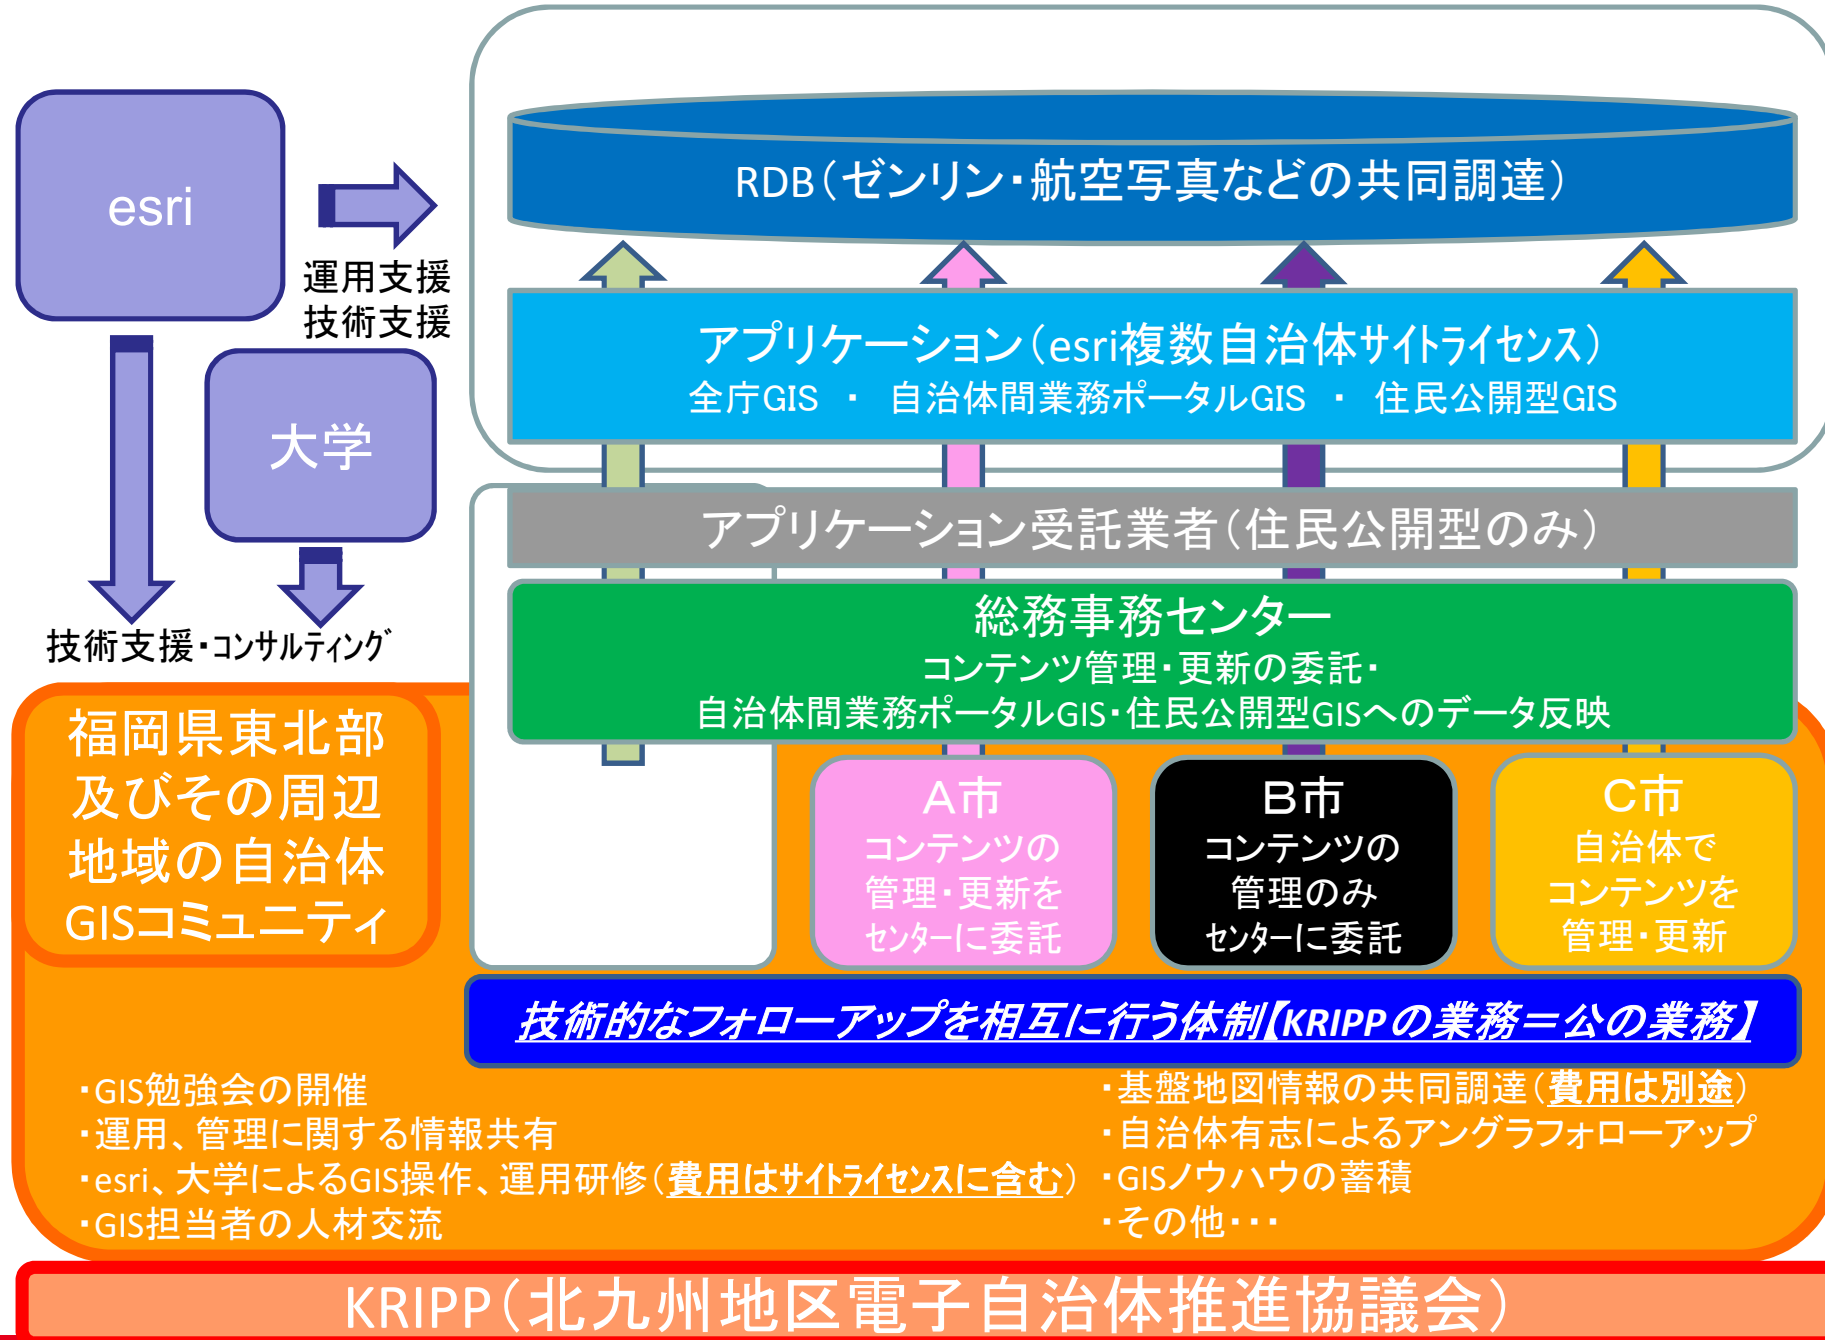 esri
運用支援
技術支援
大学
技術支援・コンサルティング
RDB（ゼンリン・航空写真などの共同調達）
アプリケーション（esri複数自治体サイトライセンス）
全庁GIS ・ 自治体間業務ポータルGIS ・ 住民公開型GIS
アプリケーション受託業者（住民公開型のみ）
総務事務センター
コンテンツ管理・更新の委託・
自治体間業務ポータルGIS・住民公開型GISへのデータ反映
福岡県東北部
及びその周辺
地域の自治体
GISコミュニティ
A市
コンテンツの
管理・更新を
センターに委託
B市
コンテンツの
管理のみ
センターに委託
C市
自治体で
コンテンツを
管理・更新
技術的なフォローアップを相互に行う体制【KRIPPの業務＝公の業務】
・GIS勉強会の開催
・運用、管理に関する情報共有
・esri、大学によるGIS操作、運用研修（費用はサイトライセンスに含む）
・GIS担当者の人材交流
・基盤地図情報の共同調達（費用は別途）
・自治体有志によるアングラフォローアップ
・GISノウハウの蓄積
・その他・・・
KRIPP（北九州地区電子自治体推進協議会）